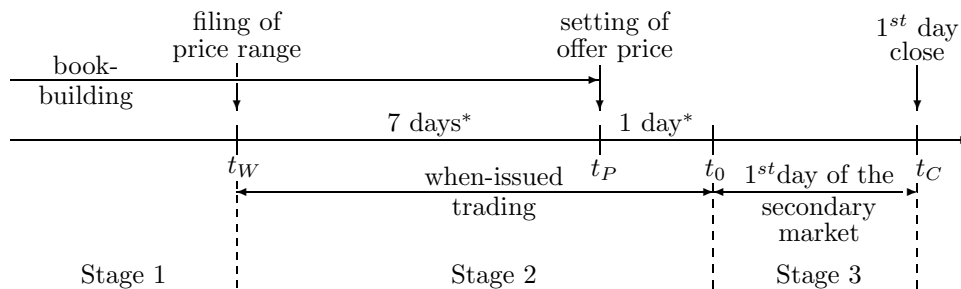 filing of
price range
setting of
offer price
1st day
close
book-
building
7 days*
1 day*
tW
tP
t0
tC
when-issued
trading
1st day of the
secondary
market
Stage 1
Stage 2
Stage 3